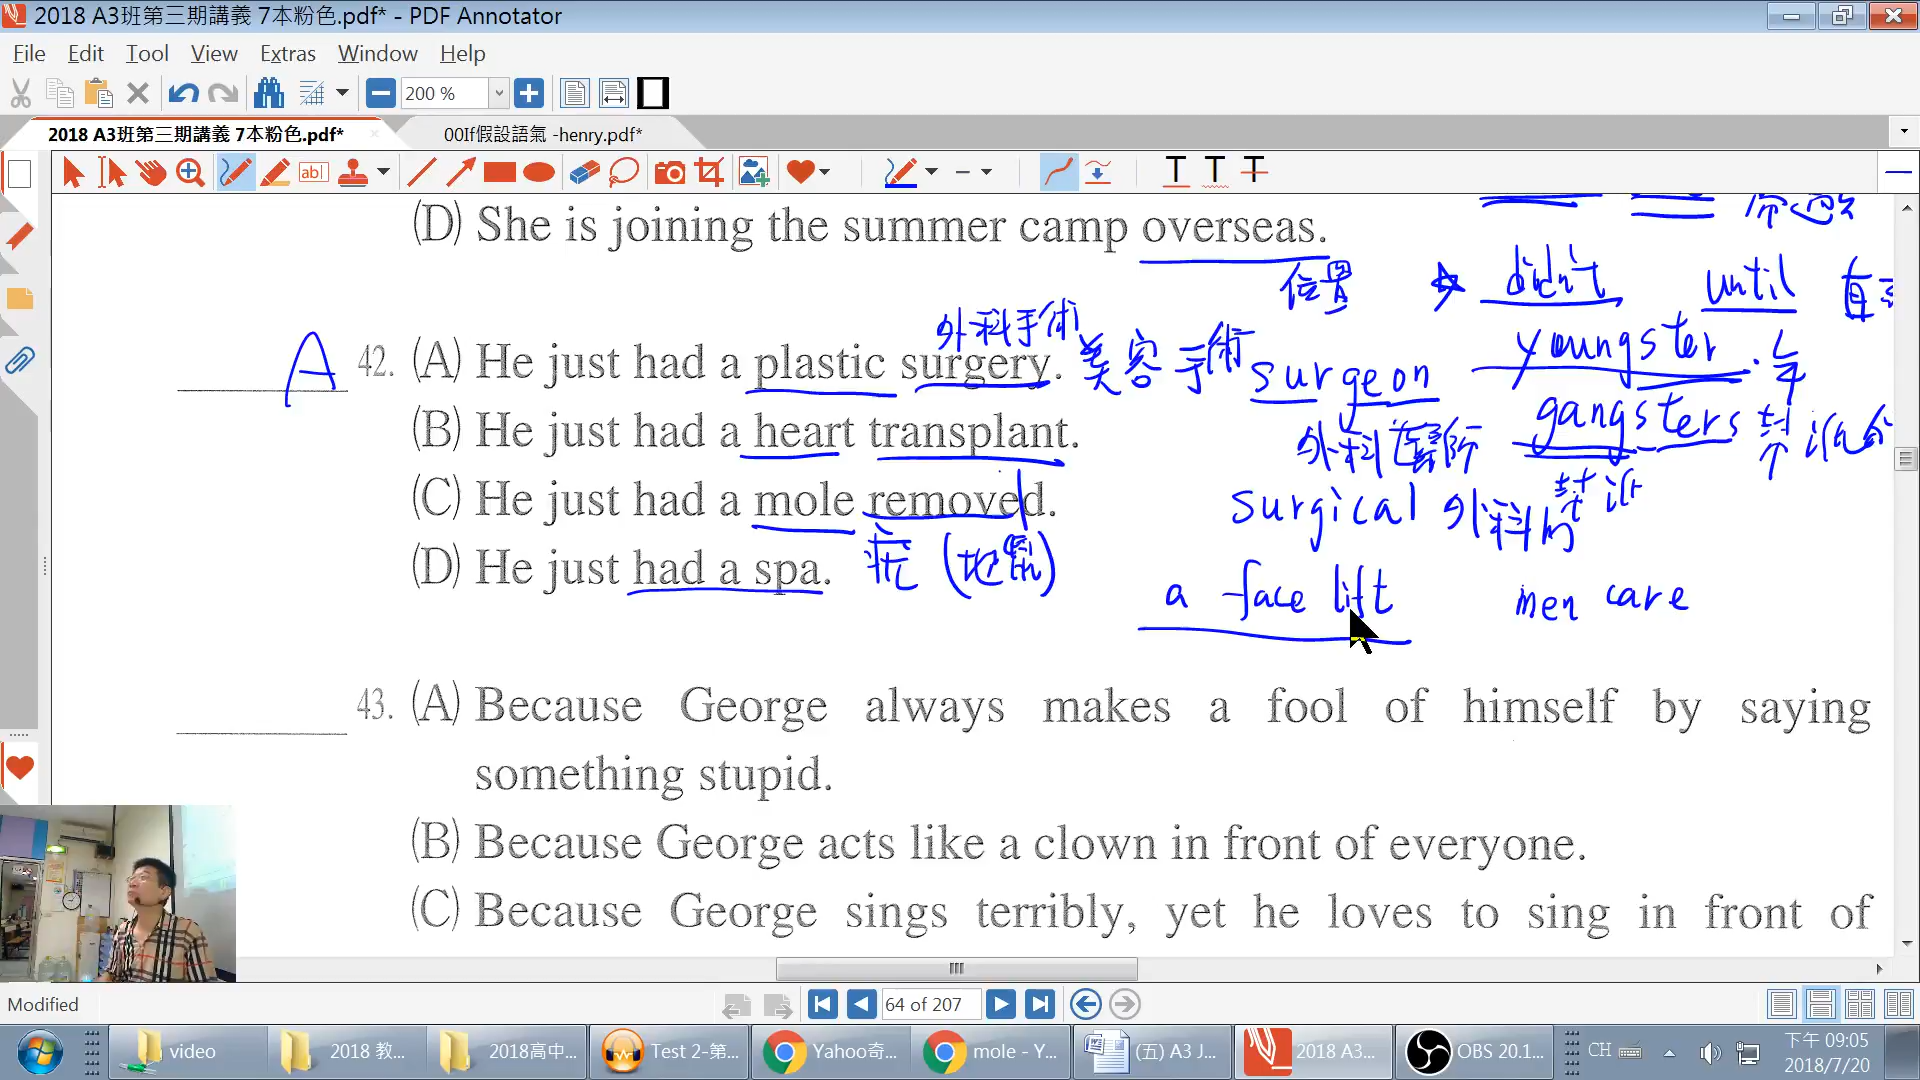 2018 A3班第三期講義 7本粉色.pdf* - PDF Annotator
File Edit Tool View Extras Window Help
200 %
2018 A3班第三期講義 7本粉色.pdf* 00If假設語氣 -henry.pdf*
ab|
T T T
(D) She is joining the summer camp overseas.
位置 didn't until 直
外科手術
A 42. (A) He just had a plastic surgery. 美容手術 surgeon youngster
(B) He just had a heart transplant. 外科醫師 gangsters
(C) He just had a mole removed. surgical 外科的
(D) He just had a spa. 疣 (地鼠)
a face lift men care
43. (A) Because George always makes a fool of himself by saying
something stupid.
(B) Because George acts like a clown in front of everyone.
(C) Because George sings terribly, yet he loves to sing in front of
Modified 64 of 207
video 2018 教... 2018高中... Test 2-第... Yahoo奇... mole - Y... (五) A3 J... 2018 A3... OBS 20.1... CH 下午 09:05
2018/7/20